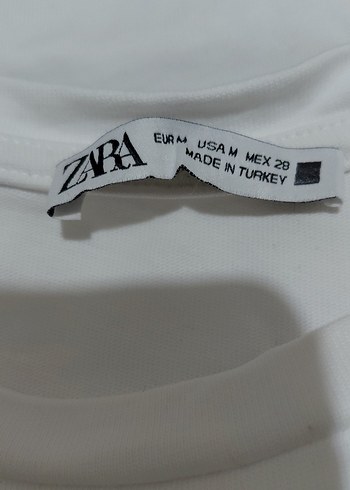 ZARA
EUR M USA M MEX 28
MADE IN TURKEY